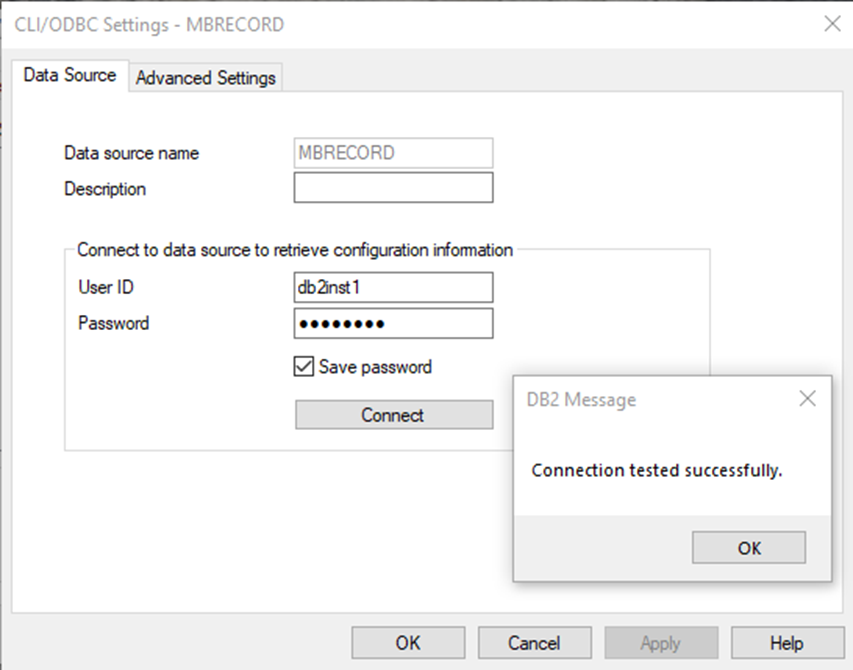 CLI/ODBC Settings - MBRECORD
Data Source
Advanced Settings
Data source name
MBRECORD
Description
Connect to data source to retrieve configuration information
User ID
db2inst1
Password
●●●●●●●●
Save password
Connect
DB2 Message
Connection tested successfully.
OK
OK
Cancel
Apply
Help